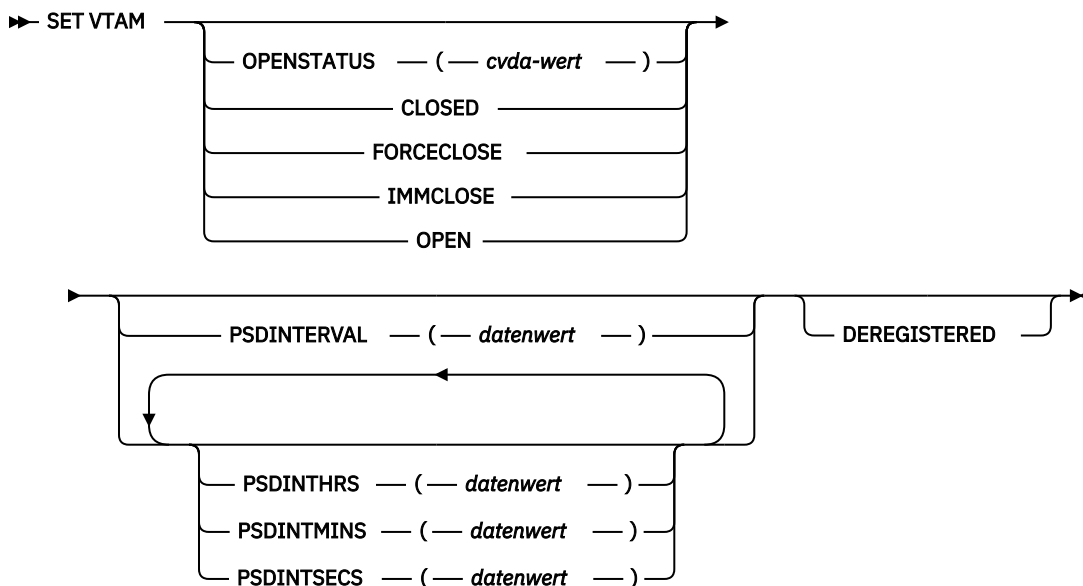 SET VTAM
OPENSTATUS ( cvda-wert )
CLOSED
FORCECLOSE
IMMCLOSE
OPEN
PSDINTERVAL ( datenwert )
DEREGISTERED
PSDINTHRS ( datenwert )
PSDINTMINS ( datenwert )
PSDINTSECS ( datenwert )